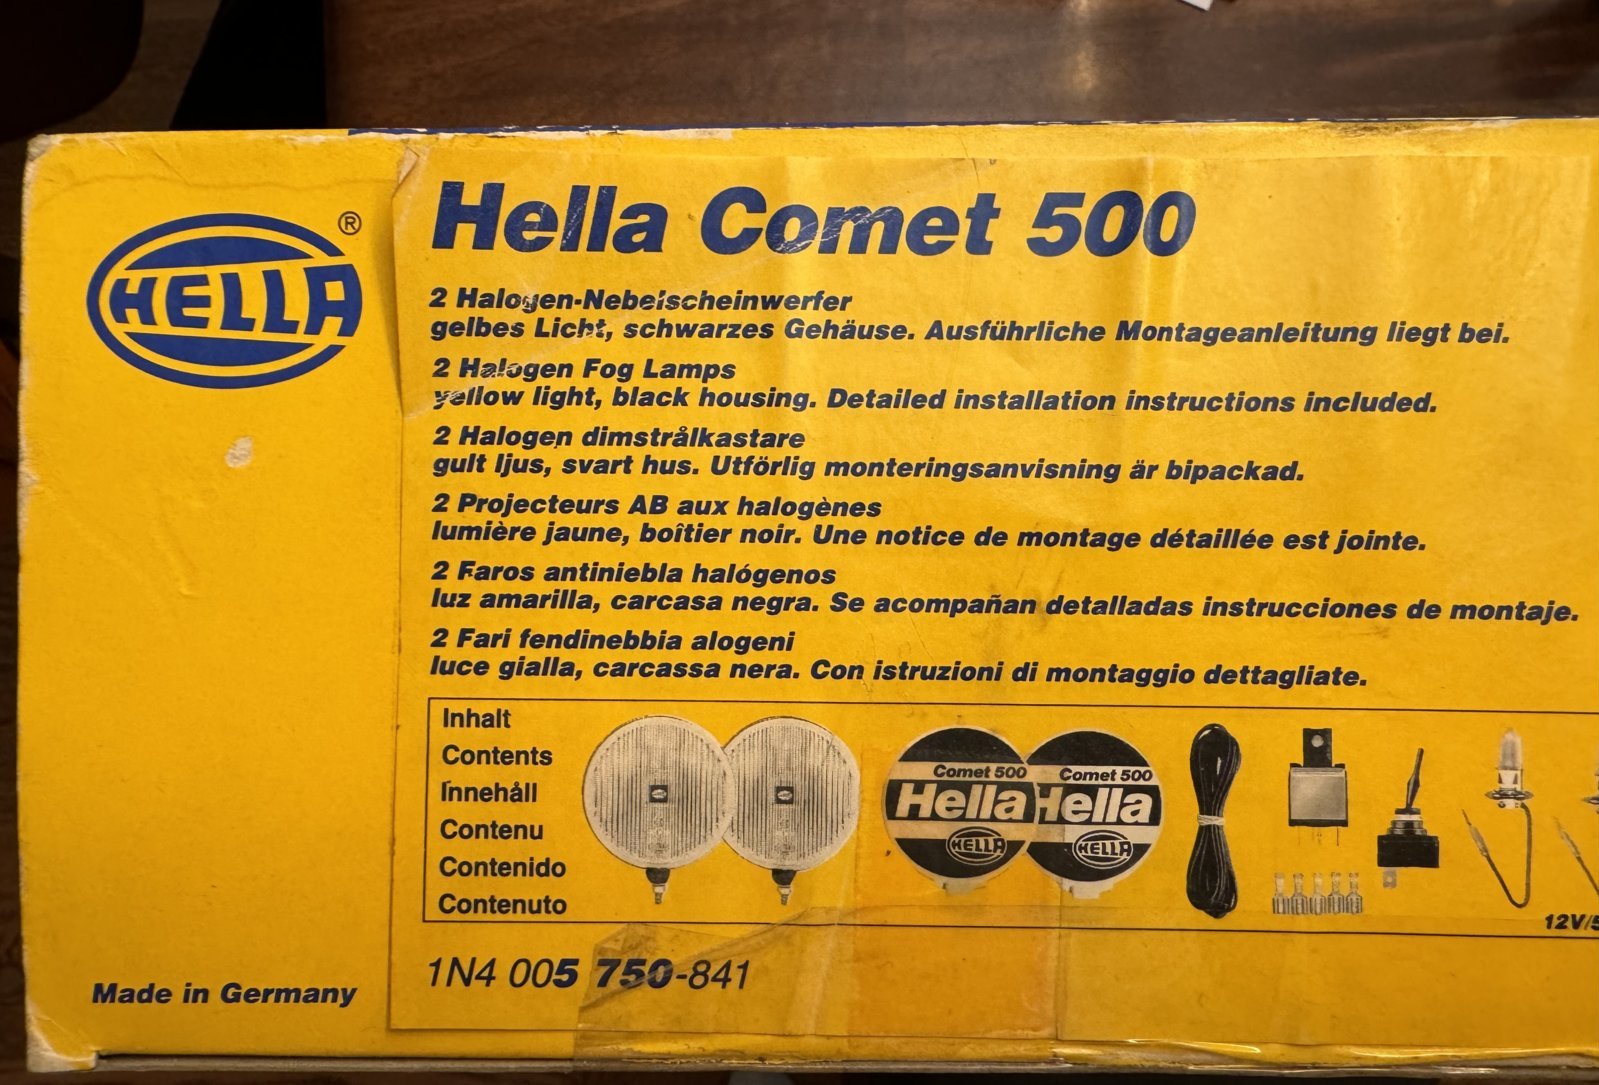 HELLA ®
Hella Comet 500
2 Halogen-Nebelscheinwerfer
gelbes Licht, schwarzes Gehäuse. Ausführliche Montageanleitung liegt bei.
2 Halogen Fog Lamps
yellow light, black housing. Detailed installation instructions included.
2 Halogen dimstrålkastare
gult ljus, svart hus. Utförlig monteringsanvisning är bipackad.
2 Projecteurs AB aux halogènes
lumière jaune, boîtier noir. Une notice de montage détaillée est jointe.
2 Faros antiniebla halógenos
luz amarilla, carcasa negra. Se acompañan detalladas instrucciones de montaje.
2 Fari fendinebbia alogeni
luce gialla, carcassa nera. Con istruzioni di montaggio dettagliate.
Inhalt
Contents
Innehåll
Contenu
Contenido
Contenuto
Comet 500
Hella
HELLA
Comet 500
Hella
HELLA
12V/5
1N4 005 750-841
Made in Germany